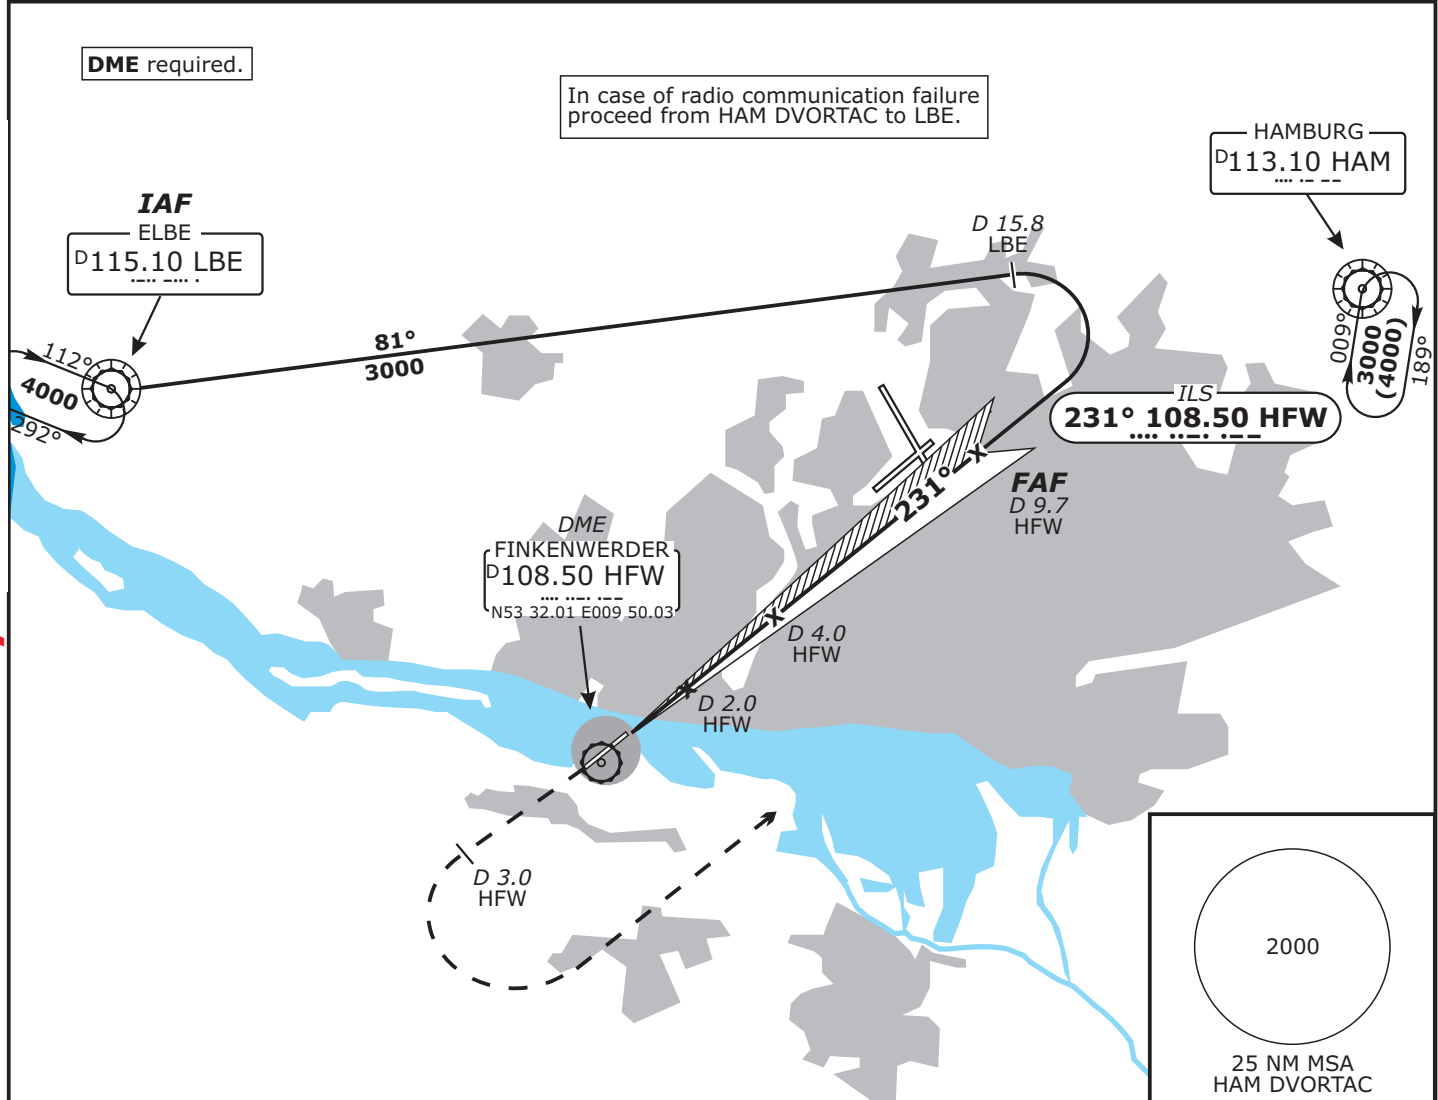 DME required.
In case of radio communication failure
proceed from HAM DVORTAC to LBE.
HAMBURG
D113.10 HAM
IAF
ELBE
D115.10 LBE
D 15.8
LBE
112°
4000
292°
81°
3000
009°
3000
(4000)
189°
ILS
231° 108.50 HFW
231°
FAF
D 9.7
HFW
DME
FINKENWERDER
D108.50 HFW
N53 32.01 E009 50.03
D 4.0
HFW
D 2.0
HFW
D 3.0
HFW
2000
25 NM MSA
HAM DVORTAC